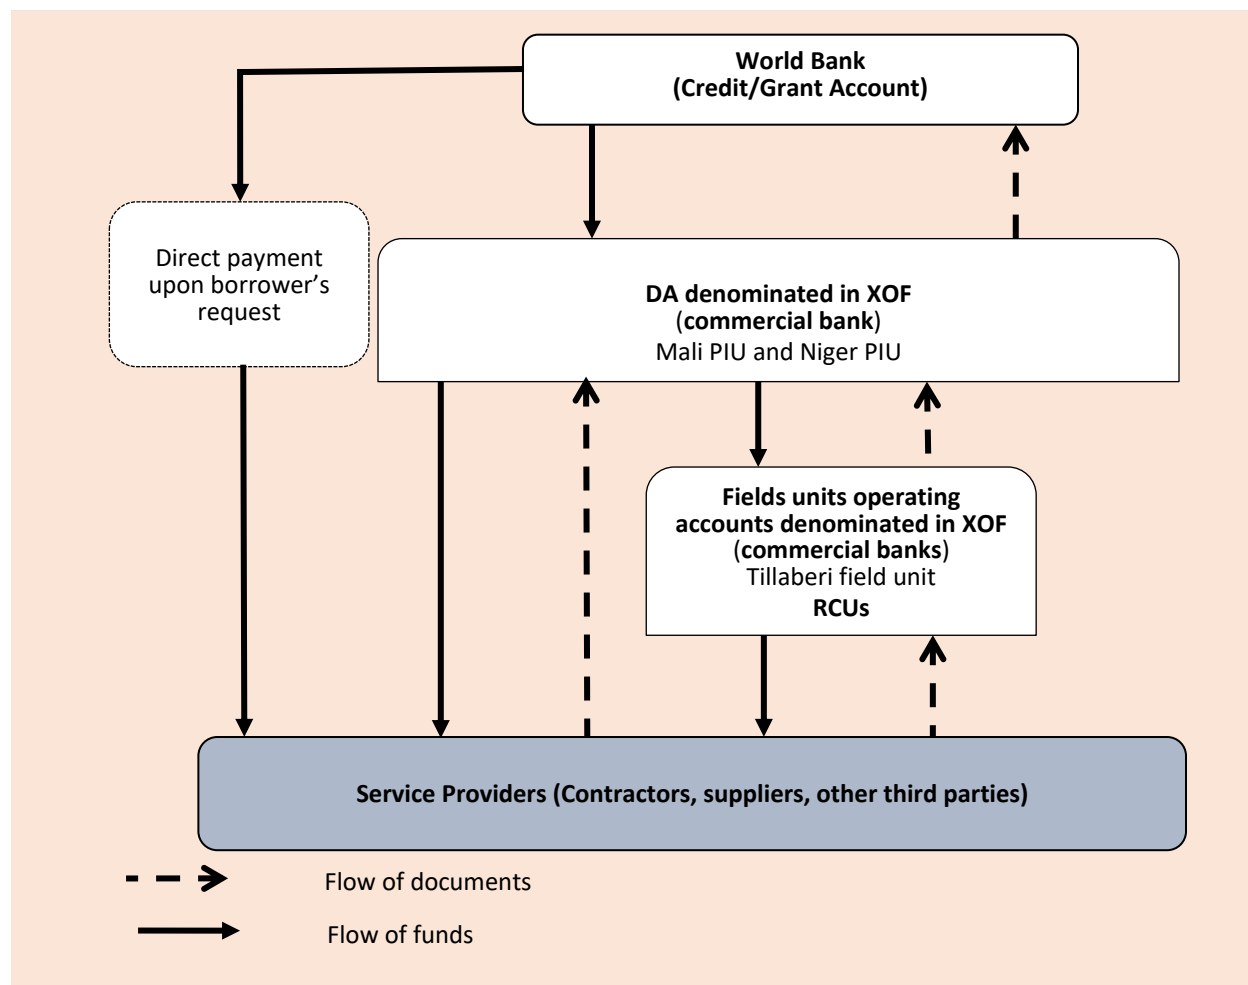 World Bank
(Credit/Grant Account)
Direct payment
upon borrower’s
request
DA denominated in XOF
(commercial bank)
Mali PIU and Niger PIU
Fields units operating
accounts denominated in XOF
(commercial banks)
Tillaberi field unit
RCUs
Service Providers (Contractors, suppliers, other third parties)
Flow of documents
Flow of funds